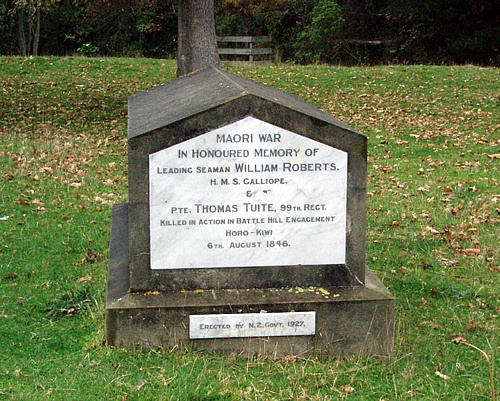 MAORI WAR
IN HONOURED MEMORY OF
LEADING SEAMAN WILLIAM ROBERTS.
H.M.S. CALLIOPE.
&
PTE. THOMAS TUITE, 99TH. REGT.
KILLED IN ACTION IN BATTLE HILL ENGAGEMENT
HORO-KIWI
6TH. AUGUST 1846.
ERECTED BY N.Z. GOVT. 1927.